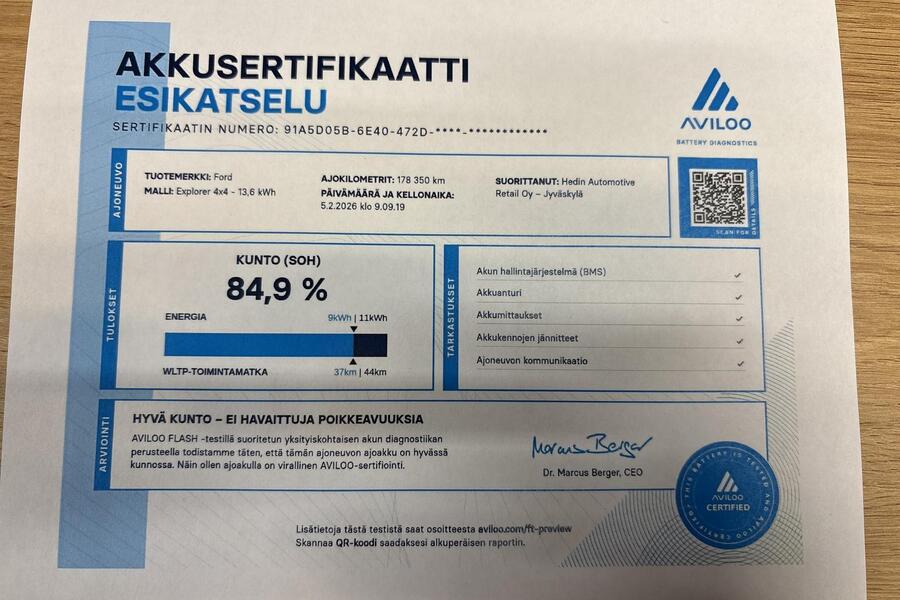 AKKUSERTIFIKAATTI
ESIKATSELU
SERTIFIKAATIN NUMERO: 91A5D05B-6E40-472D-****-************
AVILOO
BATTERY DIAGNOSTICS
AJONEUVO
TUOTEMERKKI: Ford
MALLI: Explorer 4x4 - 13,6 kWh
AJOKILOMETRIT: 178 350 km
PÄIVÄMÄÄRÄ JA KELLONAIKA:
5.2.2026 klo 9.09.19
SUORITTANUT: Hedin Automotive
Retail Oy – Jyväskylä
SCAN FOR DETAILS
TULOKSET
KUNTO (SOH)
84,9 %
ENERGIA 9kWh | 11kWh
WLTP-TOIMINTAMATKA 37km | 44km
TARKASTUKSET
Akun hallintajärjestelmä (BMS)
Akkuanturi
Akkumittaukset
Akkukennojen jännitteet
Ajoneuvon kommunikaatio
ARVIOINTI
HYVÄ KUNTO – EI HAVAITTUJA POIKKEAVUUKSIA
AVILOO FLASH -testillä suoritetun yksityiskohtaisen akun diagnostiikan
perusteella todistamme täten, että tämän ajoneuvon ajoakku on hyvässä
kunnossa. Näin ollen ajoakulla on virallinen AVILOO-sertifiointi.
Marcus Berger
Dr. Marcus Berger, CEO
THIS BATTERY IS TESTED AND AVILOO CERTIFIED
AVILOO
CERTIFIED
Lisätietoja tästä testistä saat osoitteesta aviloo.com/ft-preview
Skannaa QR-koodi saadaksesi alkuperäisen raportin.